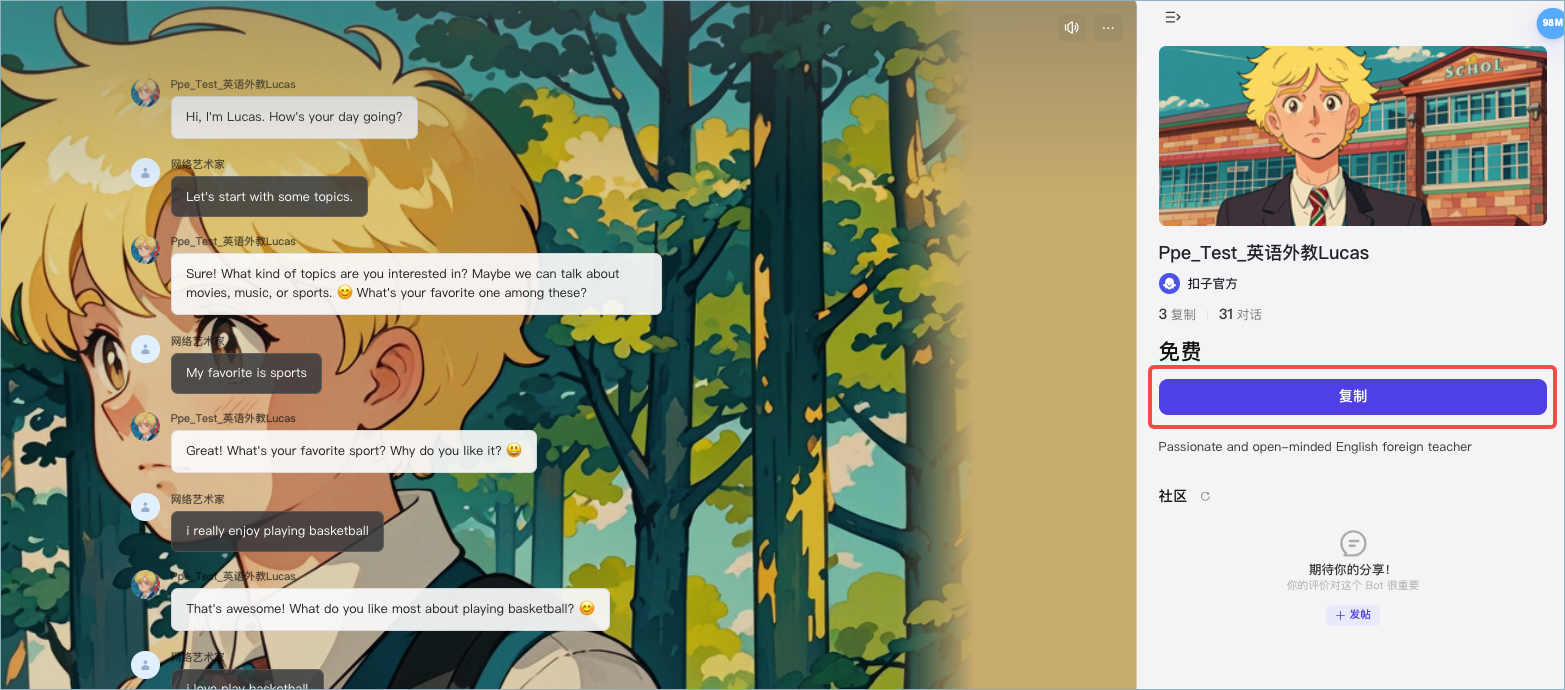 Ppe_Test_英语外教Lucas
Hi, I'm Lucas. How's your day going?
网络艺术家
Let's start with some topics.
Ppe_Test_英语外教Lucas
Sure! What kind of topics are you interested in? Maybe we can talk about
movies, music, or sports. 😊 What's your favorite one among these?
网络艺术家
My favorite is sports
Ppe_Test_英语外教Lucas
Great! What's your favorite sport? Why do you like it? 😃
网络艺术家
i really enjoy playing basketball
Ppe_Test_英语外教Lucas
That's awesome! What do you like most about playing basketball? 😊
网络艺术家
i love play basketball
98M
SCHOL
Ppe_Test_英语外教Lucas
扣子官方
3 复制 31 对话
免费
复制
Passionate and open-minded English foreign teacher
社区
期待你的分享!
你的评价对这个 Bot 很重要
+ 发帖